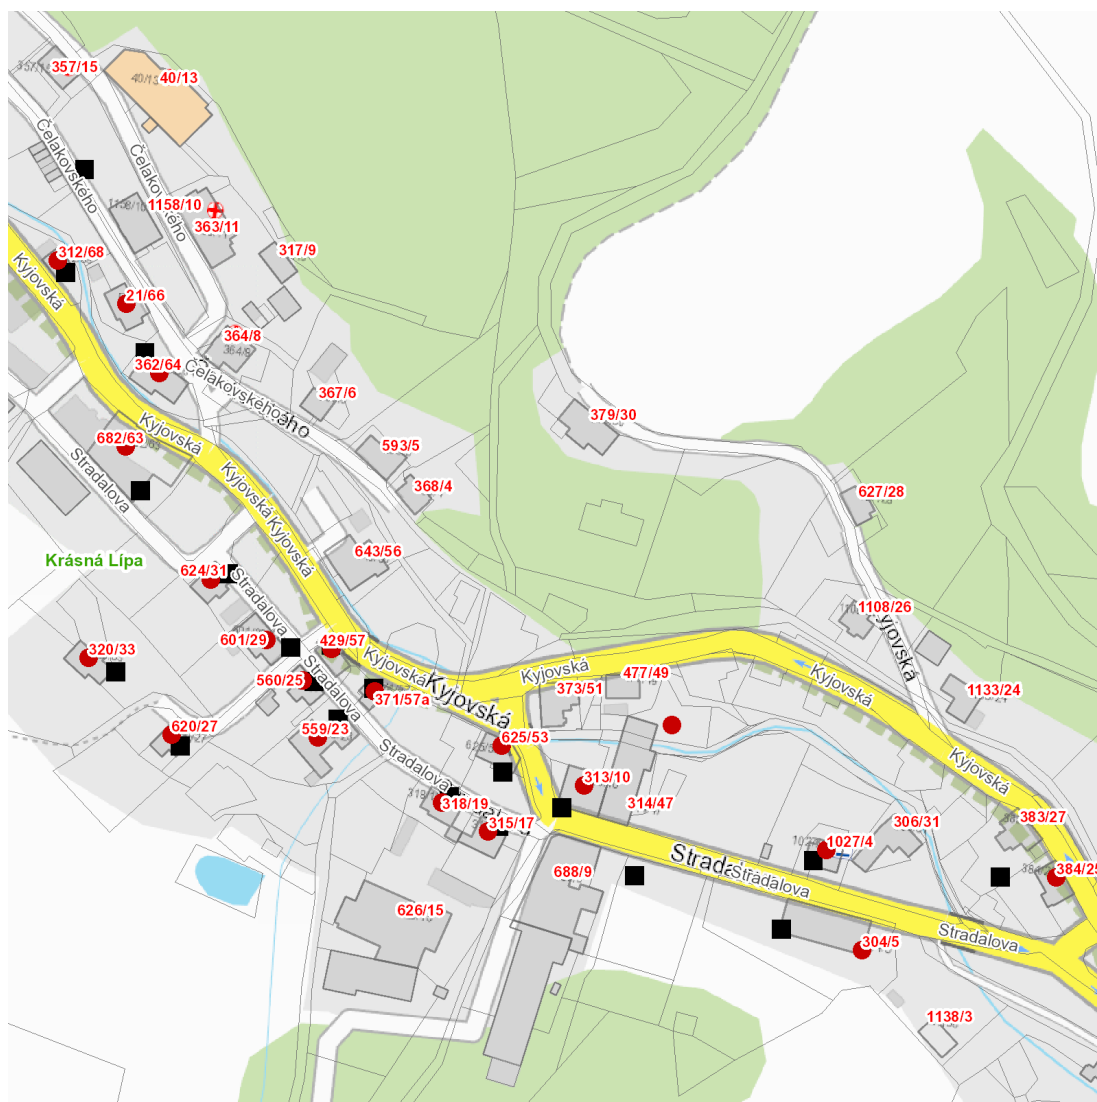 357/15
40/13
Čelakovského
Čelakovského
1158/10
363/11
317/9
312/68
Kyjovská
21/66
364/8
362/64
Čelakovského
367/6
379/30
Kyjovská
682/63
593/5
Stradalova
368/4
627/28
Kyjovská
Kyjovská
643/56
Krásná Lípa
624/31
Stradalova
1108/26
Kyjovská
601/29
429/57
320/33
Kyjovská
Kyjovská
477/49
Kyjovská
560/25
Stradalova
373/51
1133/24
371/57a
Kyjovská
620/27
559/23
625/53
Stradalova
Kyjovská
313/10
318/19
314/47
315/17
383/27
306/31
1027/4
688/9
Stradalova
384/25
626/15
Stradalova
304/5
1138/3